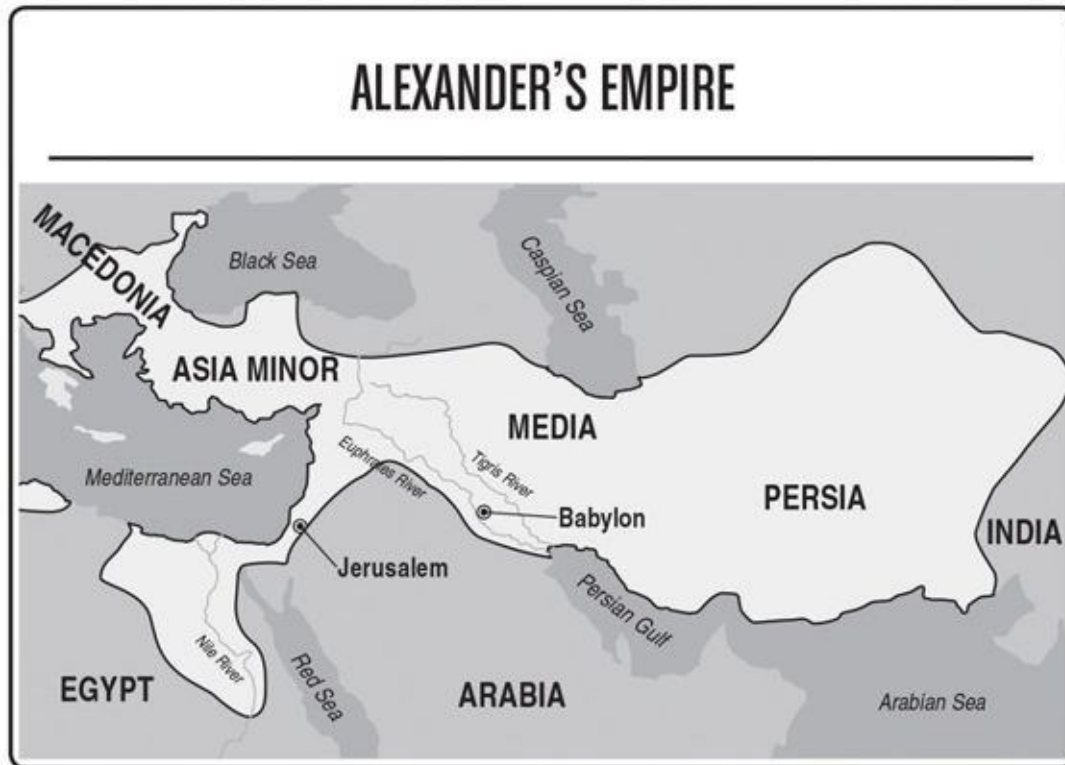 ALEXANDER'S EMPIRE
MACEDONIA
Black Sea
Caspian Sea
ASIA MINOR
MEDIA
Euphrates River
Tigris River
Mediterranean Sea
PERSIA
Babylon
INDIA
Jerusalem
Persian Gulf
Nile River
Red Sea
EGYPT
ARABIA
Arabian Sea